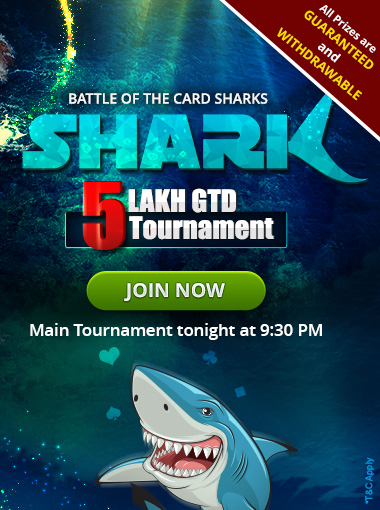 All Prizes are
GUARANTEED
and
WITHDRAWABLE
BATTLE OF THE CARD SHARKS
SHARK
5 LAKH GTD
Tournament
JOIN NOW
Main Tournament tonight at 9:30 PM
*T&C Apply